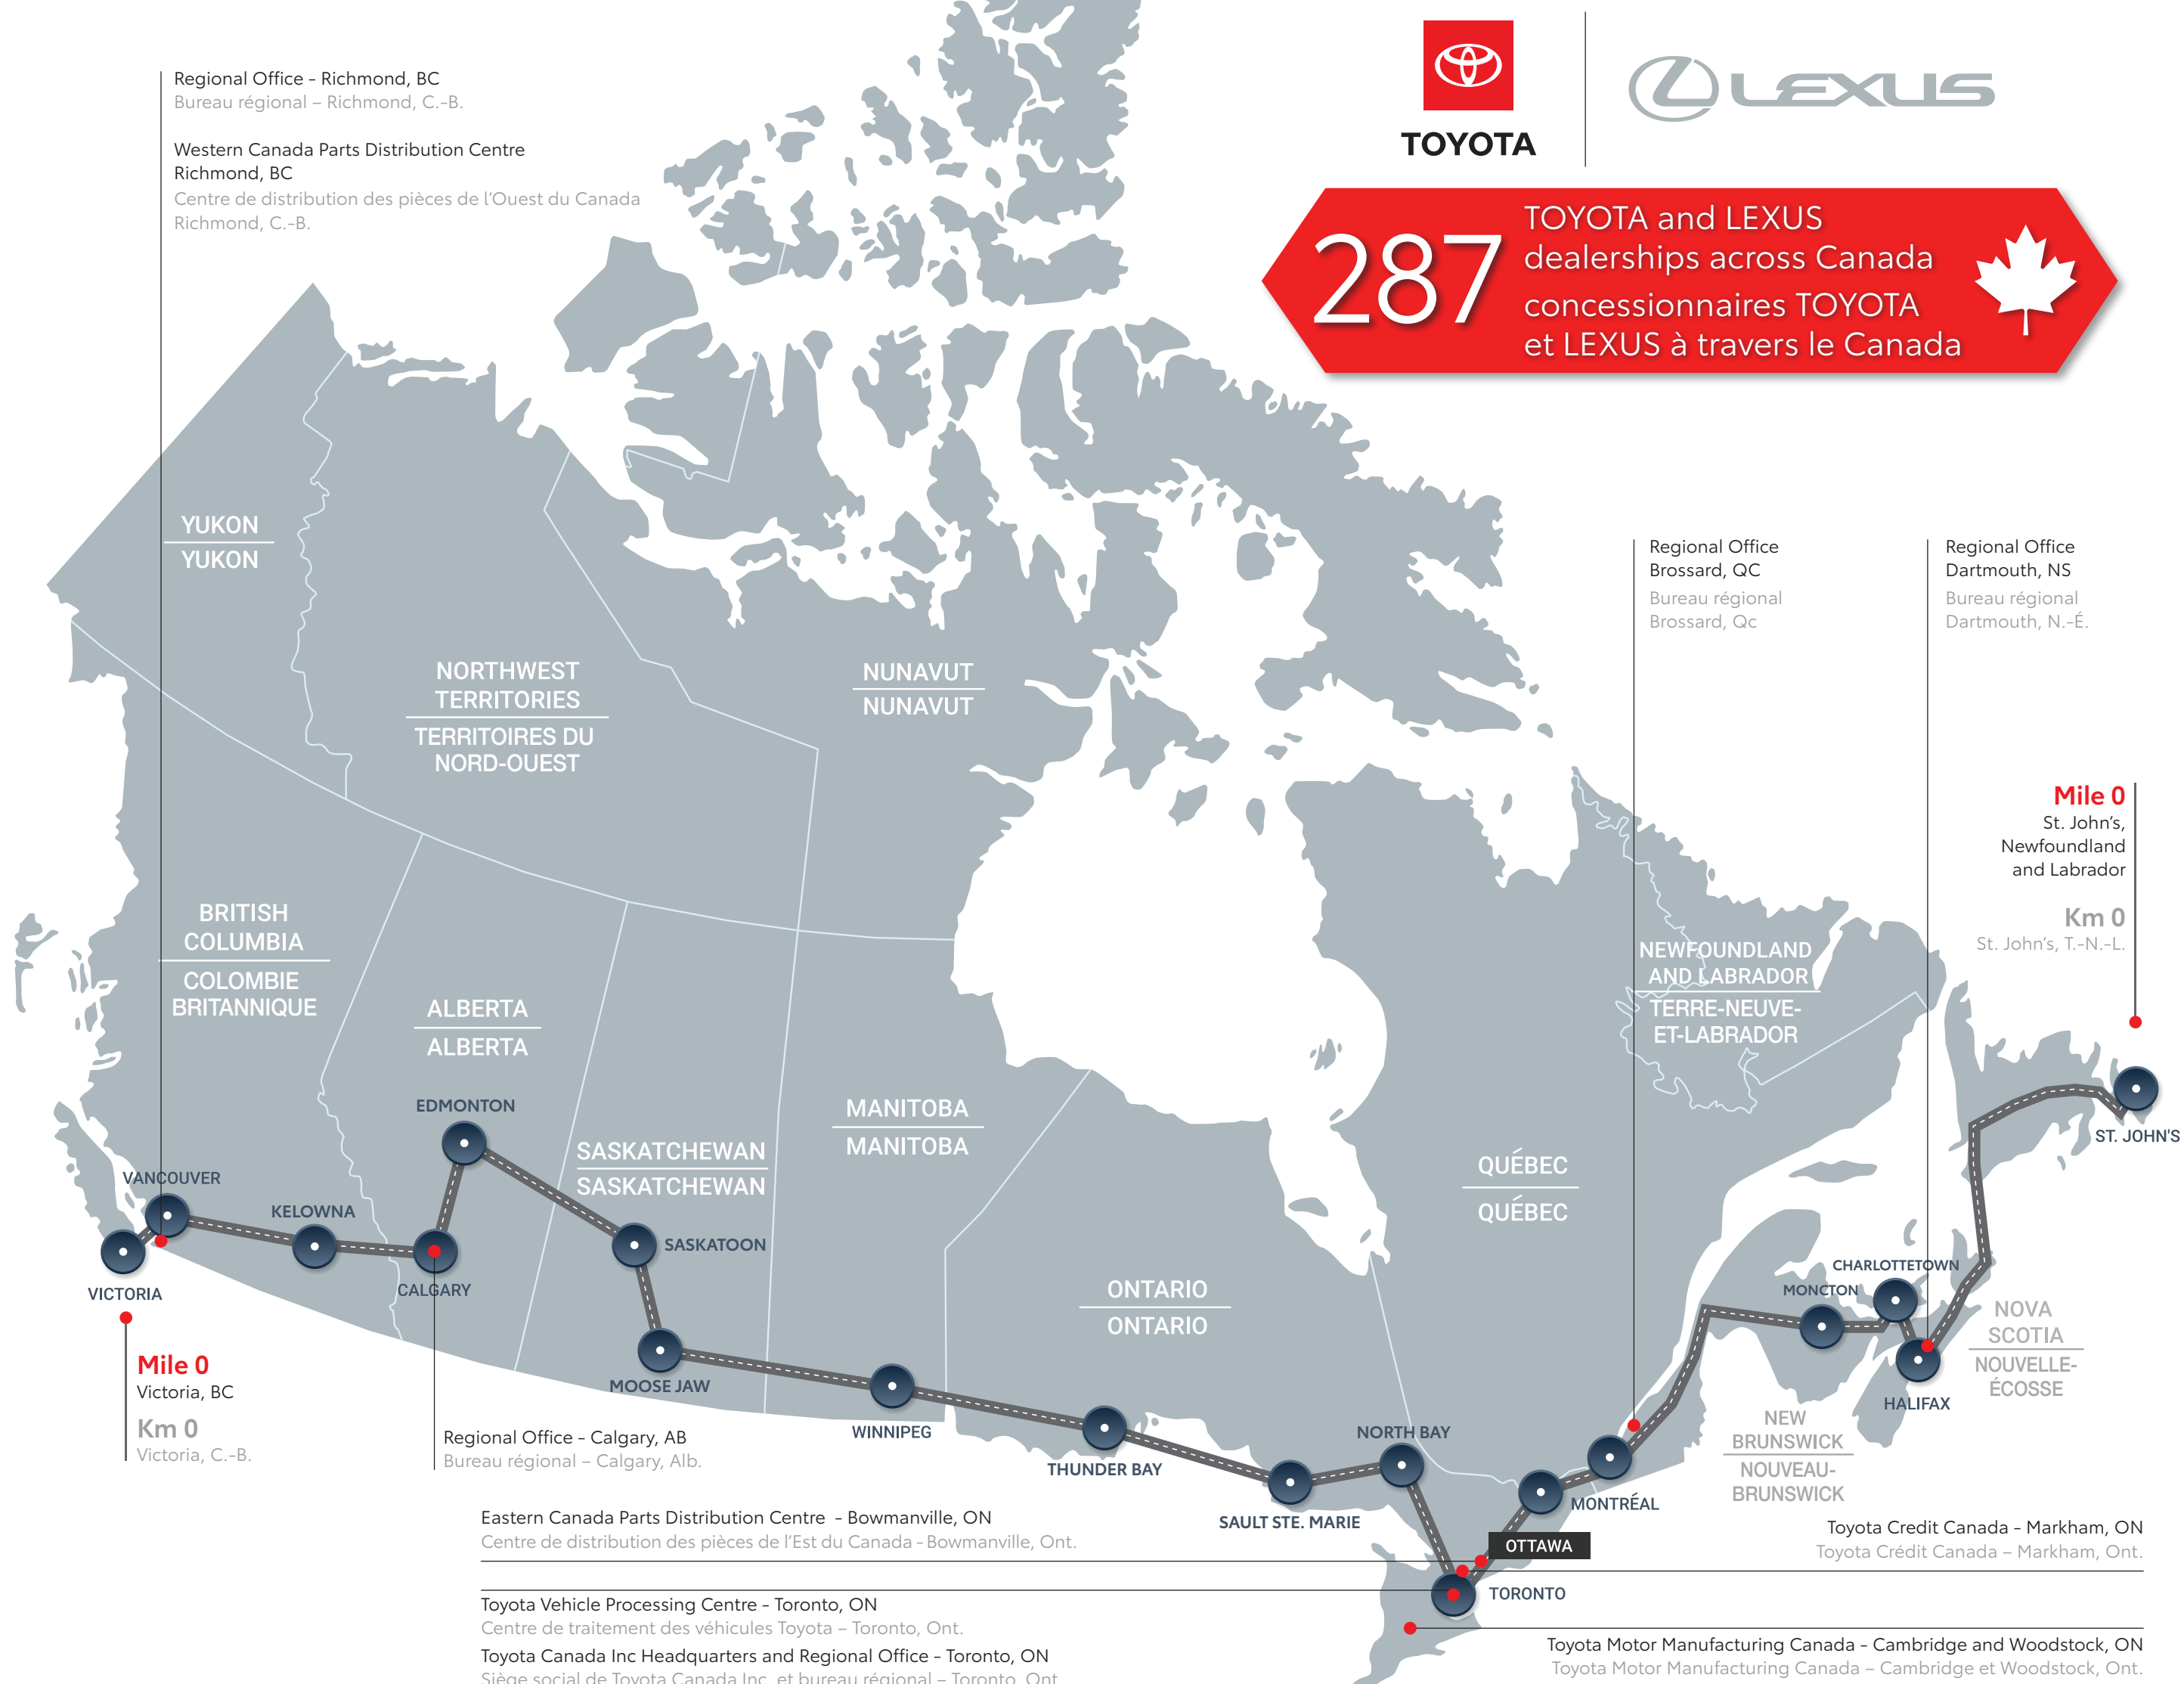 Regional Office - Richmond, BC
Bureau régional – Richmond, C.-B.
Western Canada Parts Distribution Centre
Richmond, BC
Centre de distribution des pièces de l'Ouest du Canada
Richmond, C.-B.
TOYOTA
LEXUS
287
TOYOTA and LEXUS
dealerships across Canada
concessionnaires TOYOTA
et LEXUS à travers le Canada
YUKON
YUKON
NORTHWEST
TERRITORIES
TERRITOIRES DU
NORD-OUEST
NUNAVUT
NUNAVUT
Regional Office
Brossard, QC
Bureau régional
Brossard, Qc
Regional Office
Dartmouth, NS
Bureau régional
Dartmouth, N.-É.
Mile 0
St. John's,
Newfoundland
and Labrador
Km 0
St. John's, T.-N.-L.
BRITISH
COLUMBIA
COLOMBIE
BRITANNIQUE
ALBERTA
ALBERTA
SASKATCHEWAN
SASKATCHEWAN
MANITOBA
MANITOBA
ONTARIO
ONTARIO
QUÉBEC
QUÉBEC
NEWFOUNDLAND
AND LABRADOR
TERRE-NEUVE-
ET-LABRADOR
EDMONTON
VANCOUVER
KELOWNA
SASKATOON
VICTORIA
CALGARY
MOOSE JAW
WINNIPEG
THUNDER BAY
SAULT STE. MARIE
NORTH BAY
OTTAWA
TORONTO
MONTRÉAL
MONCTON
CHARLOTTETOWN
HALIFAX
ST. JOHN'S
NOVA
SCOTIA
NOUVELLE-
ÉCOSSE
NEW
BRUNSWICK
NOUVEAU-
BRUNSWICK
Mile 0
Victoria, BC
Km 0
Victoria, C.-B.
Regional Office - Calgary, AB
Bureau régional – Calgary, Alb.
Eastern Canada Parts Distribution Centre - Bowmanville, ON
Centre de distribution des pièces de l'Est du Canada - Bowmanville, Ont.
Toyota Credit Canada - Markham, ON
Toyota Crédit Canada – Markham, Ont.
Toyota Vehicle Processing Centre - Toronto, ON
Centre de traitement des véhicules Toyota – Toronto, Ont.
Toyota Canada Inc Headquarters and Regional Office - Toronto, ON
Siège social de Toyota Canada Inc. et bureau régional – Toronto, Ont
Toyota Motor Manufacturing Canada - Cambridge and Woodstock, ON
Toyota Motor Manufacturing Canada – Cambridge et Woodstock, Ont.